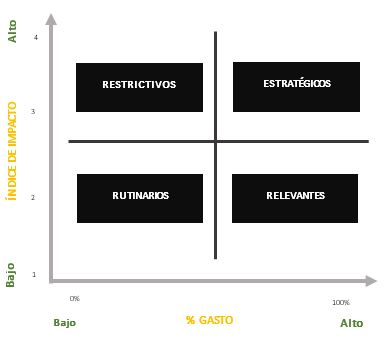 Alto
4
RESTRICTIVOS
ESTRATÉGICOS
3
ÍNDICE DE IMPACTO
2
RUTINARIOS
RELEVANTES
Bajo
1
0%
100%
Bajo
% GASTO
Alto